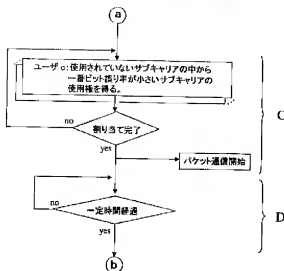 a
ユーザ c：使用されていないサブキャリアの中から
一番ビット誤り率が小さいサブキャリアの
使用権を得る。
no
割り当て完了
C
yes
パケット通信開始
no
一定時間経過
D
yes
b